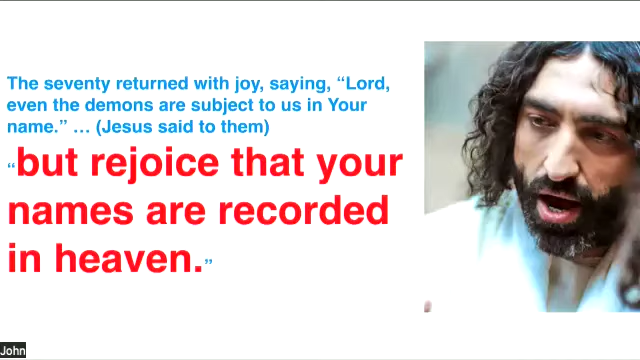 The seventy returned with joy, saying, “Lord,
even the demons are subject to us in Your
name.” … (Jesus said to them)
“but rejoice that your
names are recorded
in heaven.”
John